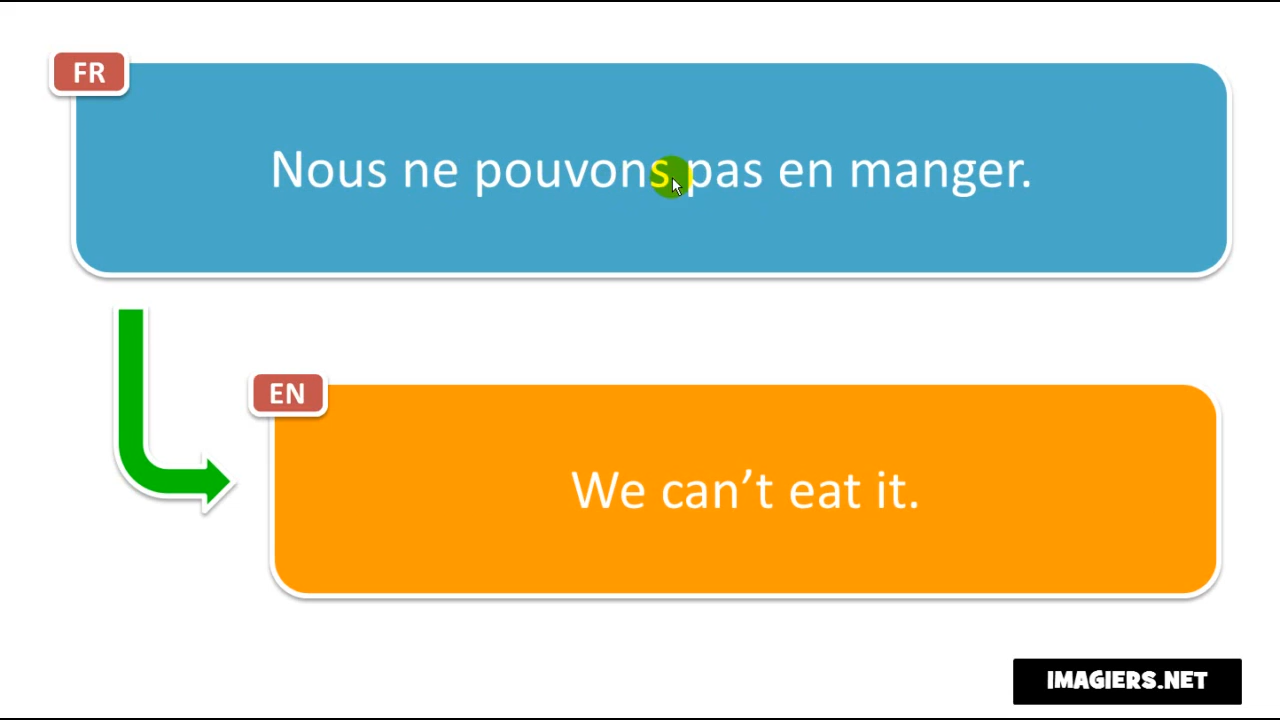 FR
Nous ne pouvons pas en manger.
EN
We can’t eat it.
IMAGIERS.NET